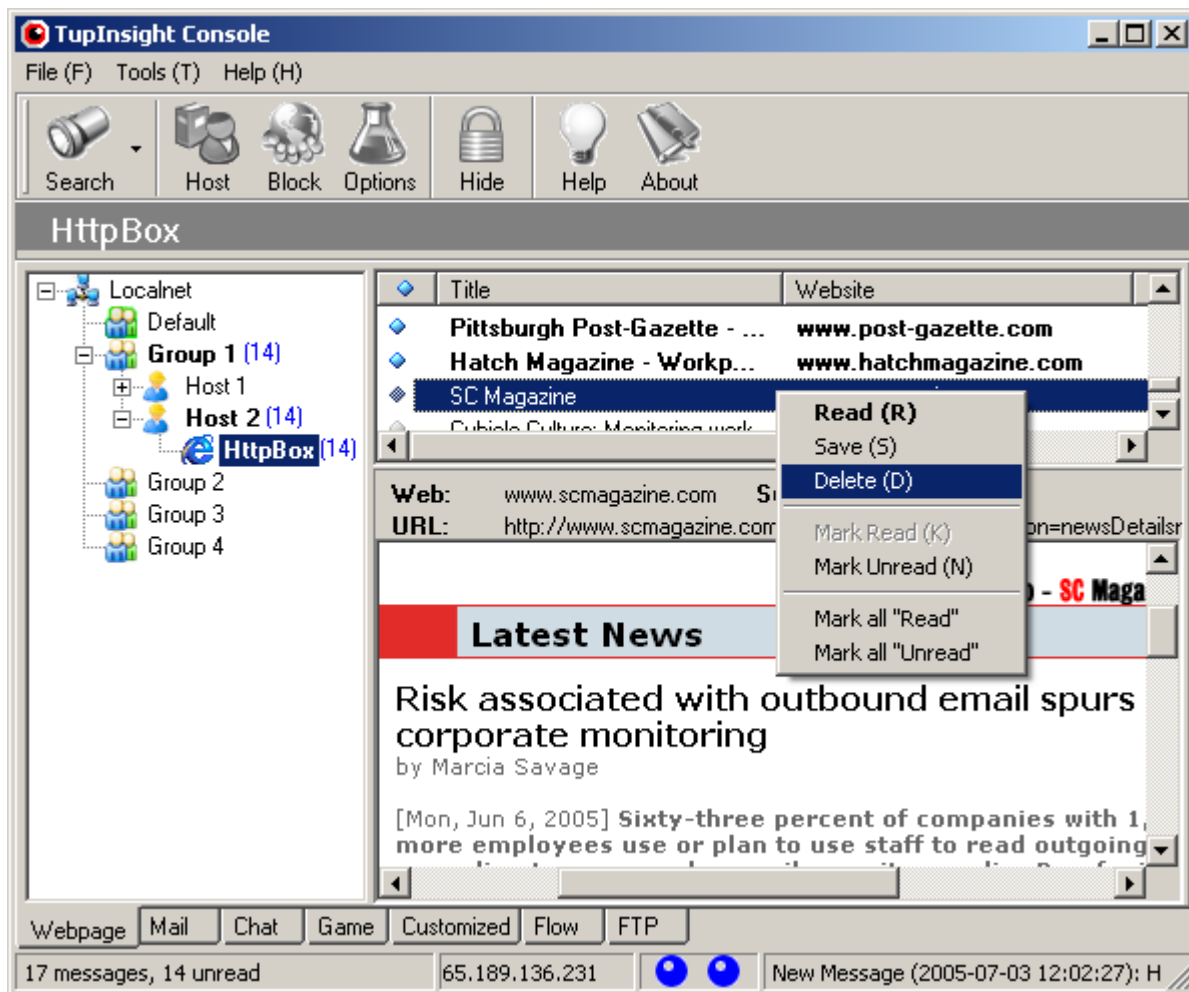 TupInsight Console
File (F) Tools (T) Help (H)
Search Host Block Options Hide Help About
HttpBox
Localnet
Default
Group 1 (14)
Host 1
Host 2 (14)
HttpBox (14)
Group 2
Group 3
Group 4
Title Website
Pittsburgh Post-Gazette - ... www.post-gazette.com
Hatch Magazine - Workp... www.hatchmagazine.com
SC Magazine
Cubicle Culture: Monitoring work
Read (R)
Save (S)
Delete (D)
Mark Read (K)
Mark Unread (N)
Mark all "Read"
Mark all "Unread"
Web: www.scmagazine.com
URL: http://www.scmagazine.com on=newsDetails
- SC Maga
Latest News
Risk associated with outbound email spurs
corporate monitoring
by Marcia Savage
[Mon, Jun 6, 2005] Sixty-three percent of companies with 1,
more employees use or plan to use staff to read outgoing
Webpage Mail Chat Game Customized Flow FTP
17 messages, 14 unread 65.189.136.231 New Message (2005-07-03 12:02:27): H